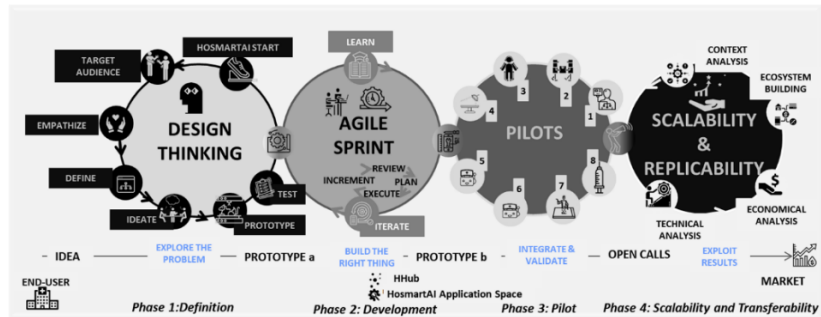 HOSMARTAI START
TARGET
AUDIENCE
EMPATHIZE
DEFINE
IDEATE
PROTOTYPE
TEST
DESIGN
THINKING
LEARN
AGILE
SPRINT
REVIEW
INCREMENT
PLAN
EXECUTE
ITERATE
PILOTS
1
2
3
4
5
6
7
8
CONTEXT
ANALYSIS
ECOSYSTEM
BUILDING
SCALABILITY
&
REPLICABILITY
ECONOMICAL
ANALYSIS
TECHNICAL
ANALYSIS
IDEA
EXPLORE THE
PROBLEM
PROTOTYPE a
BUILD THE
RIGHT THING
PROTOTYPE b
INTEGRATE &
VALIDATE
OPEN CALLS
EXPLOIT
RESULTS
MARKET
END-USER
HHub
HosmartAI Application Space
Phase 1:Definition
Phase 2: Development
Phase 3: Pilot
Phase 4: Scalability and Transferability